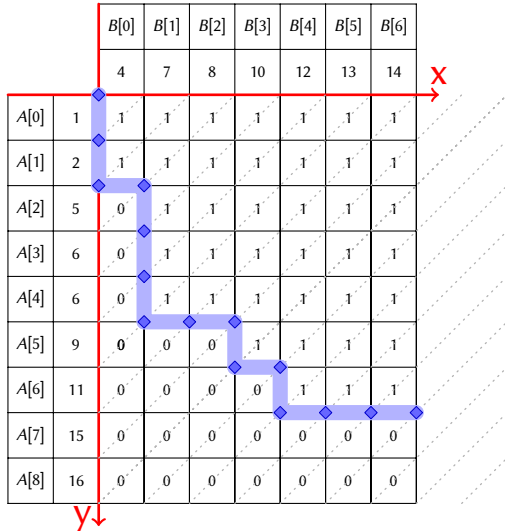 B[0] B[1] B[2] B[3] B[4] B[5] B[6]
4 7 8 10 12 13 14
x
A[0] 1 1 1 1 1 1 1 1
A[1] 2 1 1 1 1 1 1 1
A[2] 5 0 1 1 1 1 1 1
A[3] 6 0 1 1 1 1 1 1
A[4] 6 0 1 1 1 1 1 1
A[5] 9 0 0 0 1 1 1 1
A[6] 11 0 0 0 0 1 1 1
A[7] 15 0 0 0 0 0 0 0
A[8] 16 0 0 0 0 0 0 0
y